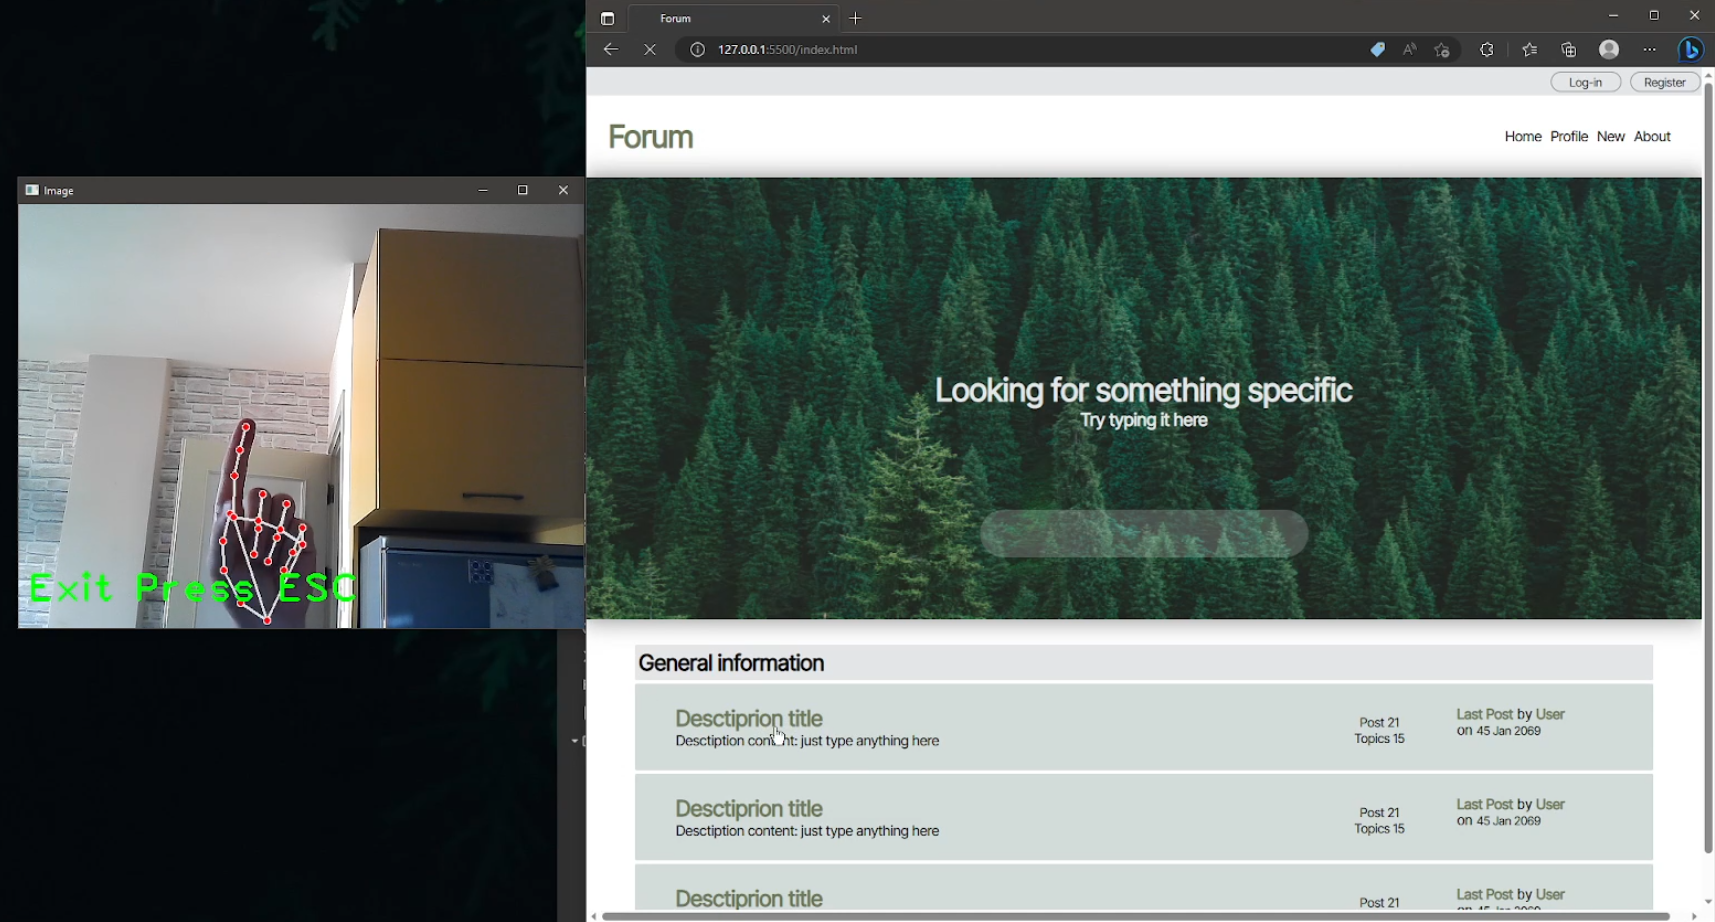 Forum
127.0.0.1:5500/index.html
Log-in
Register
Forum
Home Profile New About
Image
Exit Press ESC
Looking for something specific
Try typing it here
General information
Desctiprion title
Desctiption content: just type anything here
Post 21
Topics 15
Last Post by User
on 45 Jan 2069
Desctiprion title
Desctiption content: just type anything here
Post 21
Topics 15
Last Post by User
on 45 Jan 2069
Desctiprion title
Post 21
Last Post by User